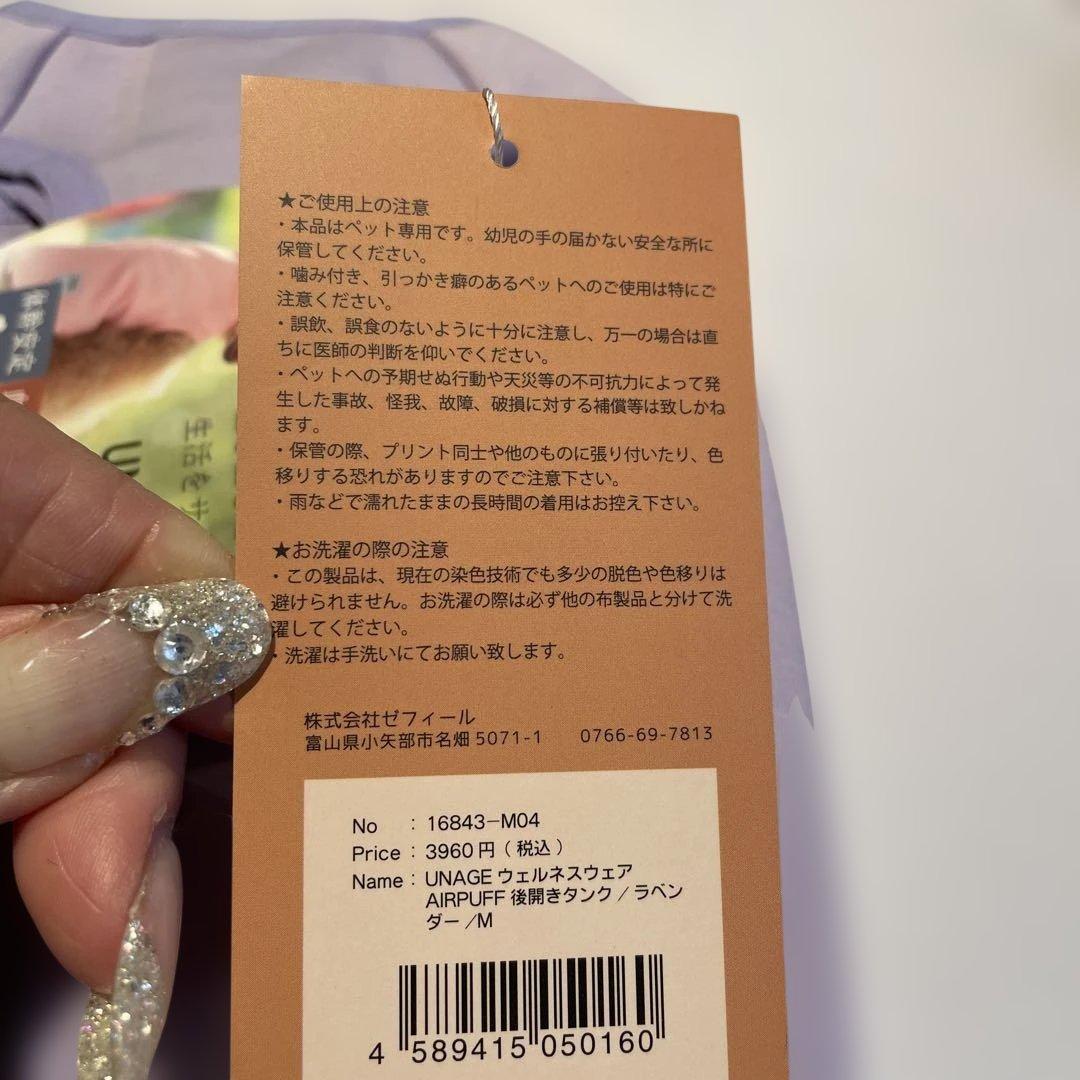 ★ご使用上の注意
・本品はペット専用です。幼児の手の届かない安全な所に
保管してください。
・噛み付き、引っかき癖のあるペットへのご使用は特にご
注意ください。
・誤飲、誤食のないように十分に注意し、万一の場合は直
ちに医師の判断を仰いでください。
・ペットへの予期せぬ行動や天災等の不可抗力によって発
生した事故、怪我、故障、破損に対する補償等は致しかね
ます。
・保管の際、プリント同士や他のものに張り付いたり、色
移りする恐れがありますのでご注意下さい。
・雨などで濡れたままの長時間の着用はお控え下さい。
★お洗濯の際の注意
・この製品は、現在の染色技術でも多少の脱色や色移りは
避けられません。お洗濯の際は必ず他の布製品と分けて洗
濯してください。
・洗濯は手洗いにてお願い致します。
株式会社ゼフィール
富山県小矢部市名畑 5071-1 0766-69-7813
No : 16843-M04
Price : 3960円 ( 税込 )
Name : UNAGE ウェルネスウェア
AIRPUFF 後開きタンク / ラベン
ダー /M
4 589415 050160
生活をサ
UN